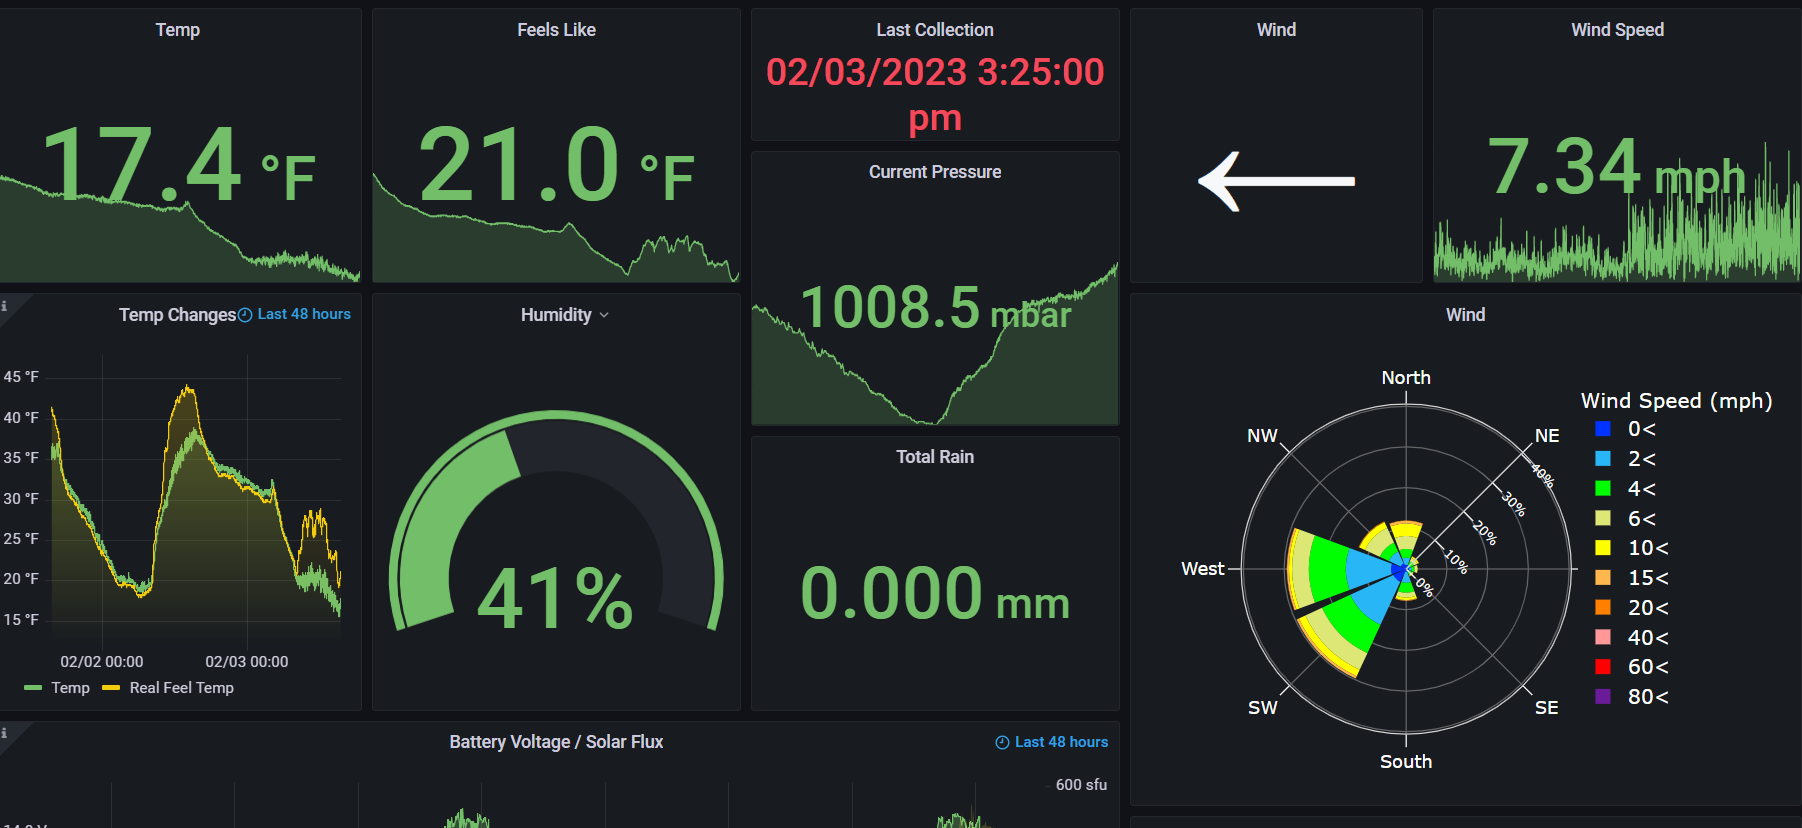 Temp
17.4 °F
Feels Like
21.0 °F
Last Collection
02/03/2023 3:25:00
pm
Current Pressure
1008.5 mbar
Wind
Wind Speed
7.34 mph
i
Temp Changes
Last 48 hours
45 °F
40 °F
35 °F
30 °F
25 °F
20 °F
15 °F
02/02 00:00
02/03 00:00
Temp
Real Feel Temp
Humidity
41%
Total Rain
0.000 mm
Wind
North
NE
SE
South
SW
West
NW
40%
30%
20%
10%
0%
Wind Speed (mph)
0<
2<
4<
6<
10<
15<
20<
40<
60<
80<
i
Battery Voltage / Solar Flux
Last 48 hours
600 sfu